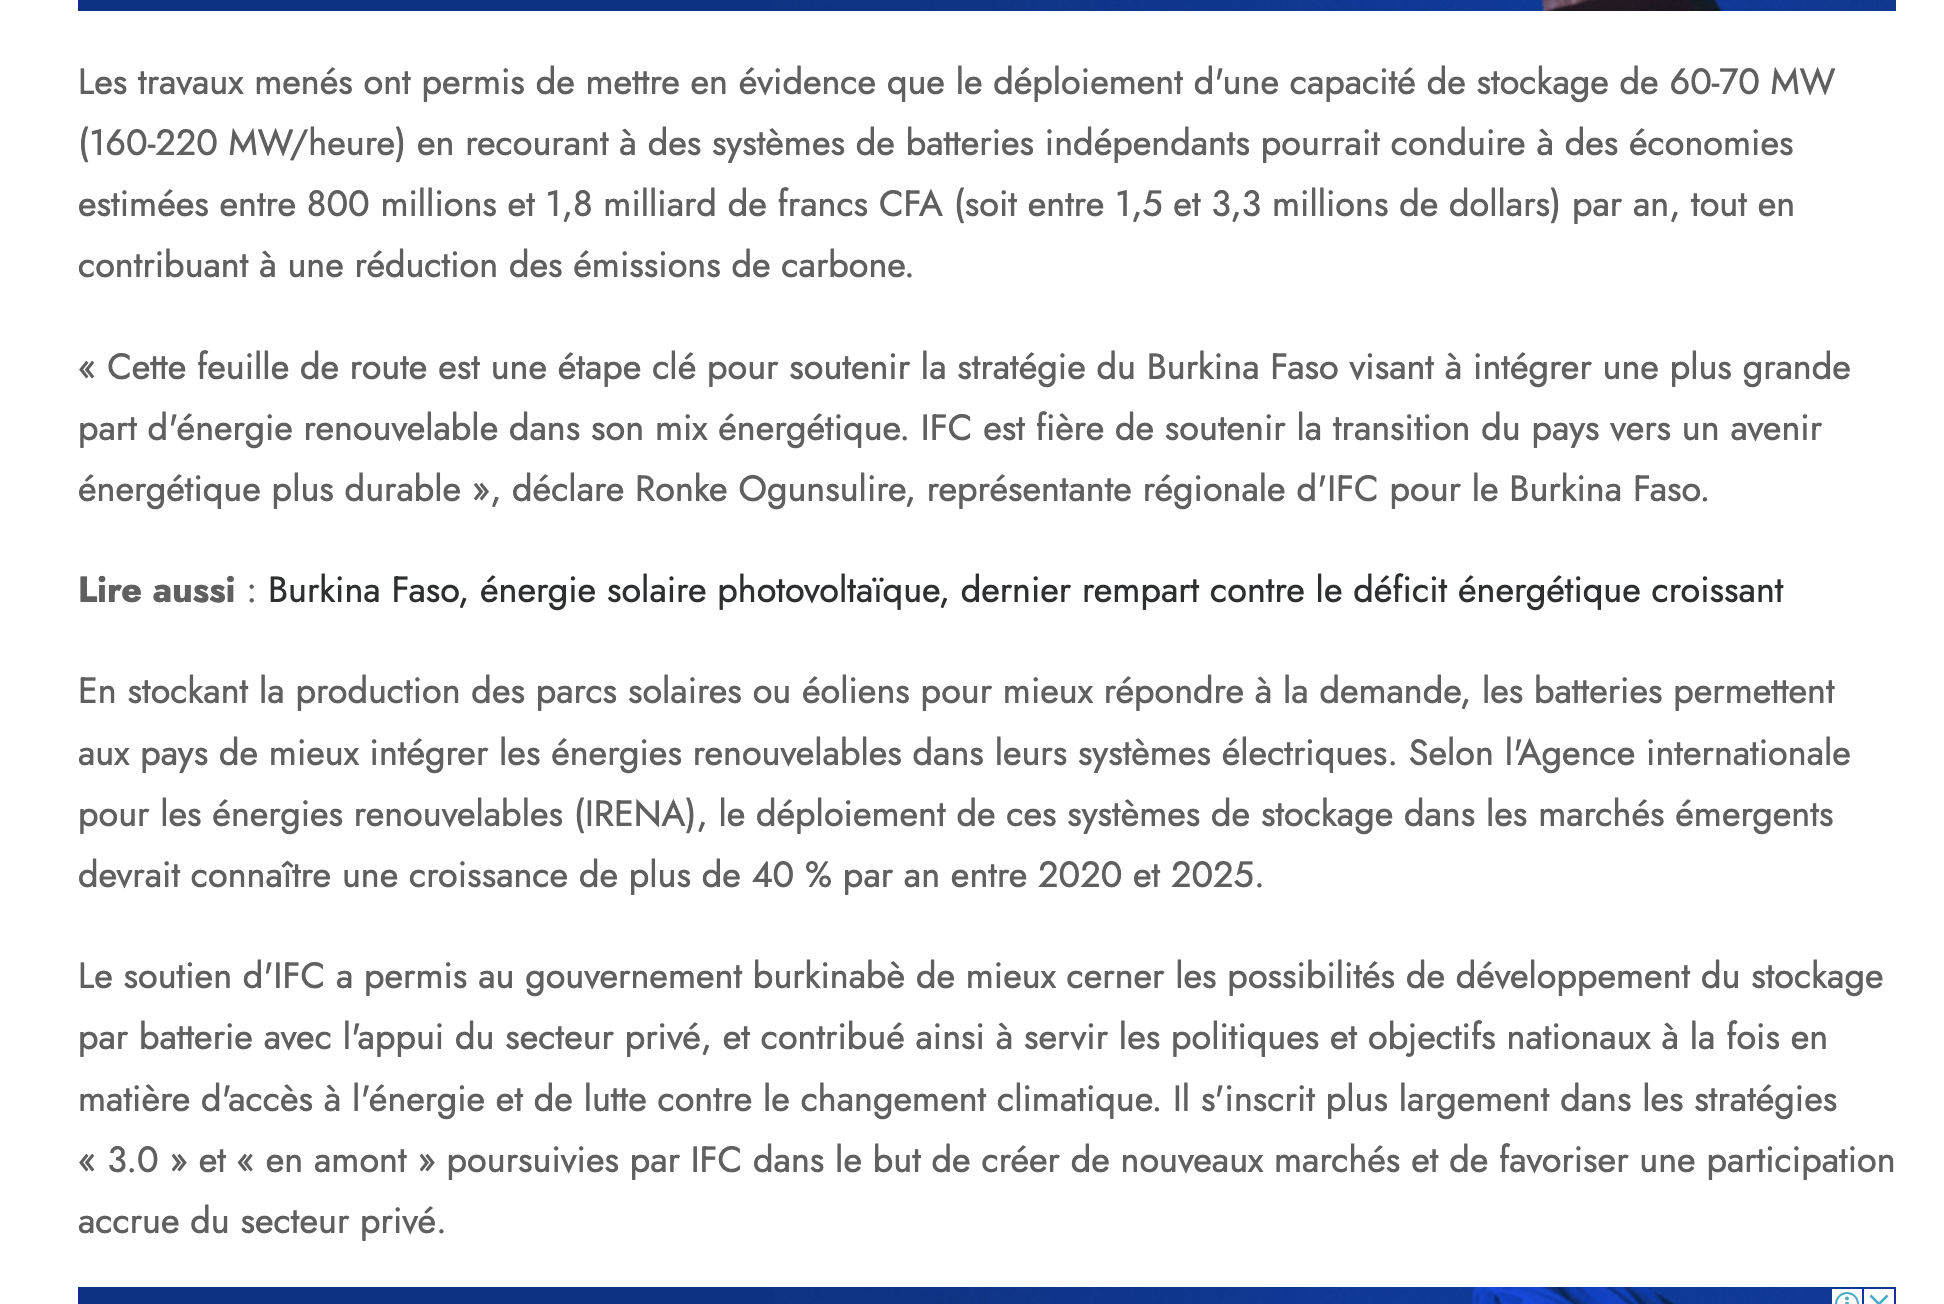 Les travaux menés ont permis de mettre en évidence que le déploiement d'une capacité de stockage de 60-70 MW
(160-220 MW/heure) en recourant à des systèmes de batteries indépendants pourrait conduire à des économies
estimées entre 800 millions et 1,8 milliard de francs CFA (soit entre 1,5 et 3,3 millions de dollars) par an, tout en
contribuant à une réduction des émissions de carbone.
« Cette feuille de route est une étape clé pour soutenir la stratégie du Burkina Faso visant à intégrer une plus grande
part d'énergie renouvelable dans son mix énergétique. IFC est fière de soutenir la transition du pays vers un avenir
énergétique plus durable », déclare Ronke Ogunsulire, représentante régionale d'IFC pour le Burkina Faso.
Lire aussi : Burkina Faso, énergie solaire photovoltaïque, dernier rempart contre le déficit énergétique croissant
En stockant la production des parcs solaires ou éoliens pour mieux répondre à la demande, les batteries permettent
aux pays de mieux intégrer les énergies renouvelables dans leurs systèmes électriques. Selon l'Agence internationale
pour les énergies renouvelables (IRENA), le déploiement de ces systèmes de stockage dans les marchés émergents
devrait connaître une croissance de plus de 40 % par an entre 2020 et 2025.
Le soutien d'IFC a permis au gouvernement burkinabè de mieux cerner les possibilités de développement du stockage
par batterie avec l'appui du secteur privé, et contribué ainsi à servir les politiques et objectifs nationaux à la fois en
matière d'accès à l'énergie et de lutte contre le changement climatique. Il s'inscrit plus largement dans les stratégies
« 3.0 » et « en amont » poursuivies par IFC dans le but de créer de nouveaux marchés et de favoriser une participation
accrue du secteur privé.